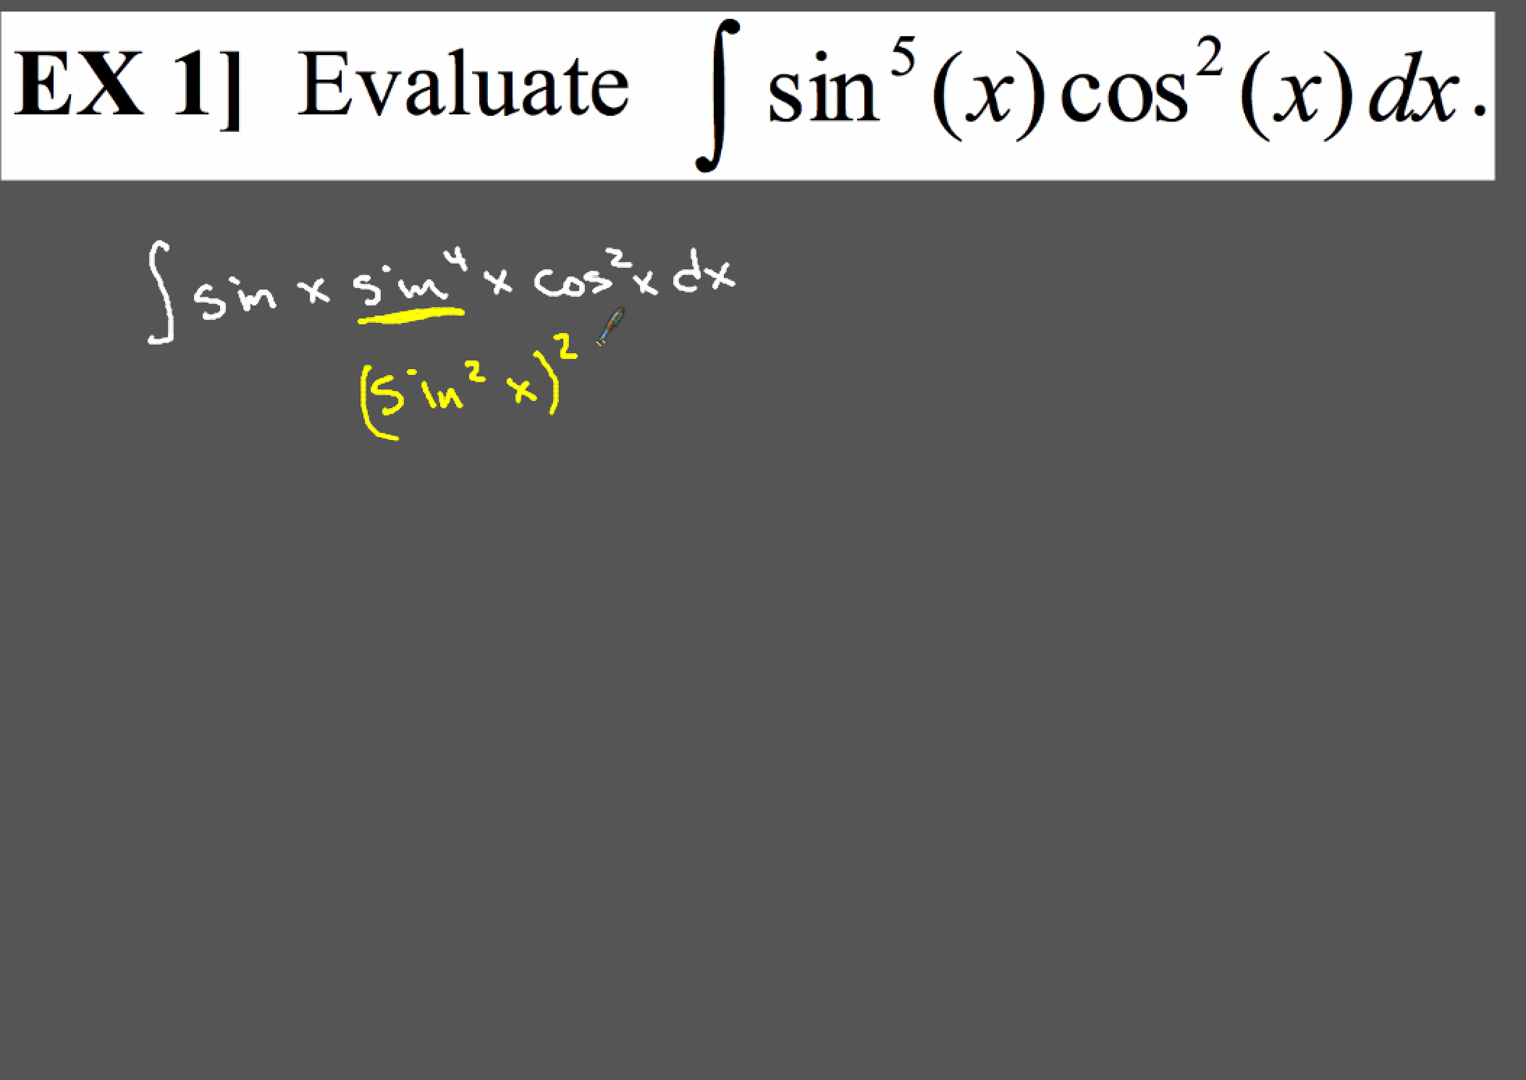 EX 1] Evaluate ∫ sin⁵(x)cos²(x)dx.
∫ sin x sin⁴ x cos² x dx
(sin² x)²